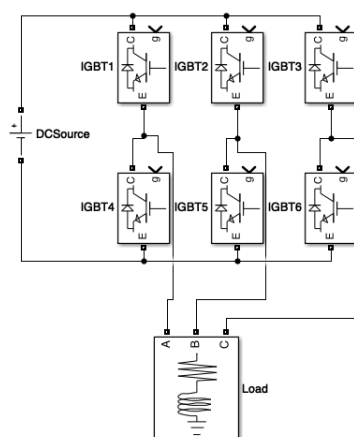 C g C g C g
IGBT1 IGBT2 IGBT3
E E E
+ DCSource
C g C g C g
IGBT4 IGBT5 IGBT6
E E E
A B C
Load